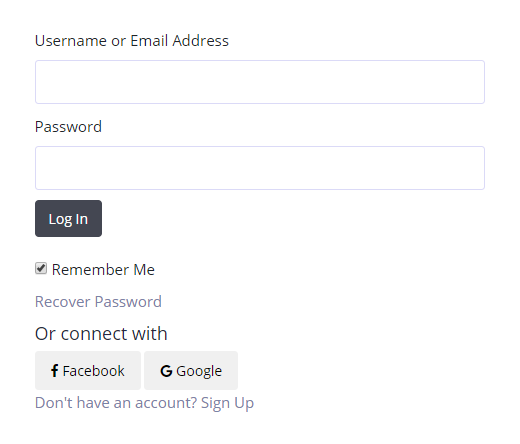 Username or Email Address
Password
Log In
Remember Me
Recover Password
Or connect with
Facebook Google
Don't have an account? Sign Up